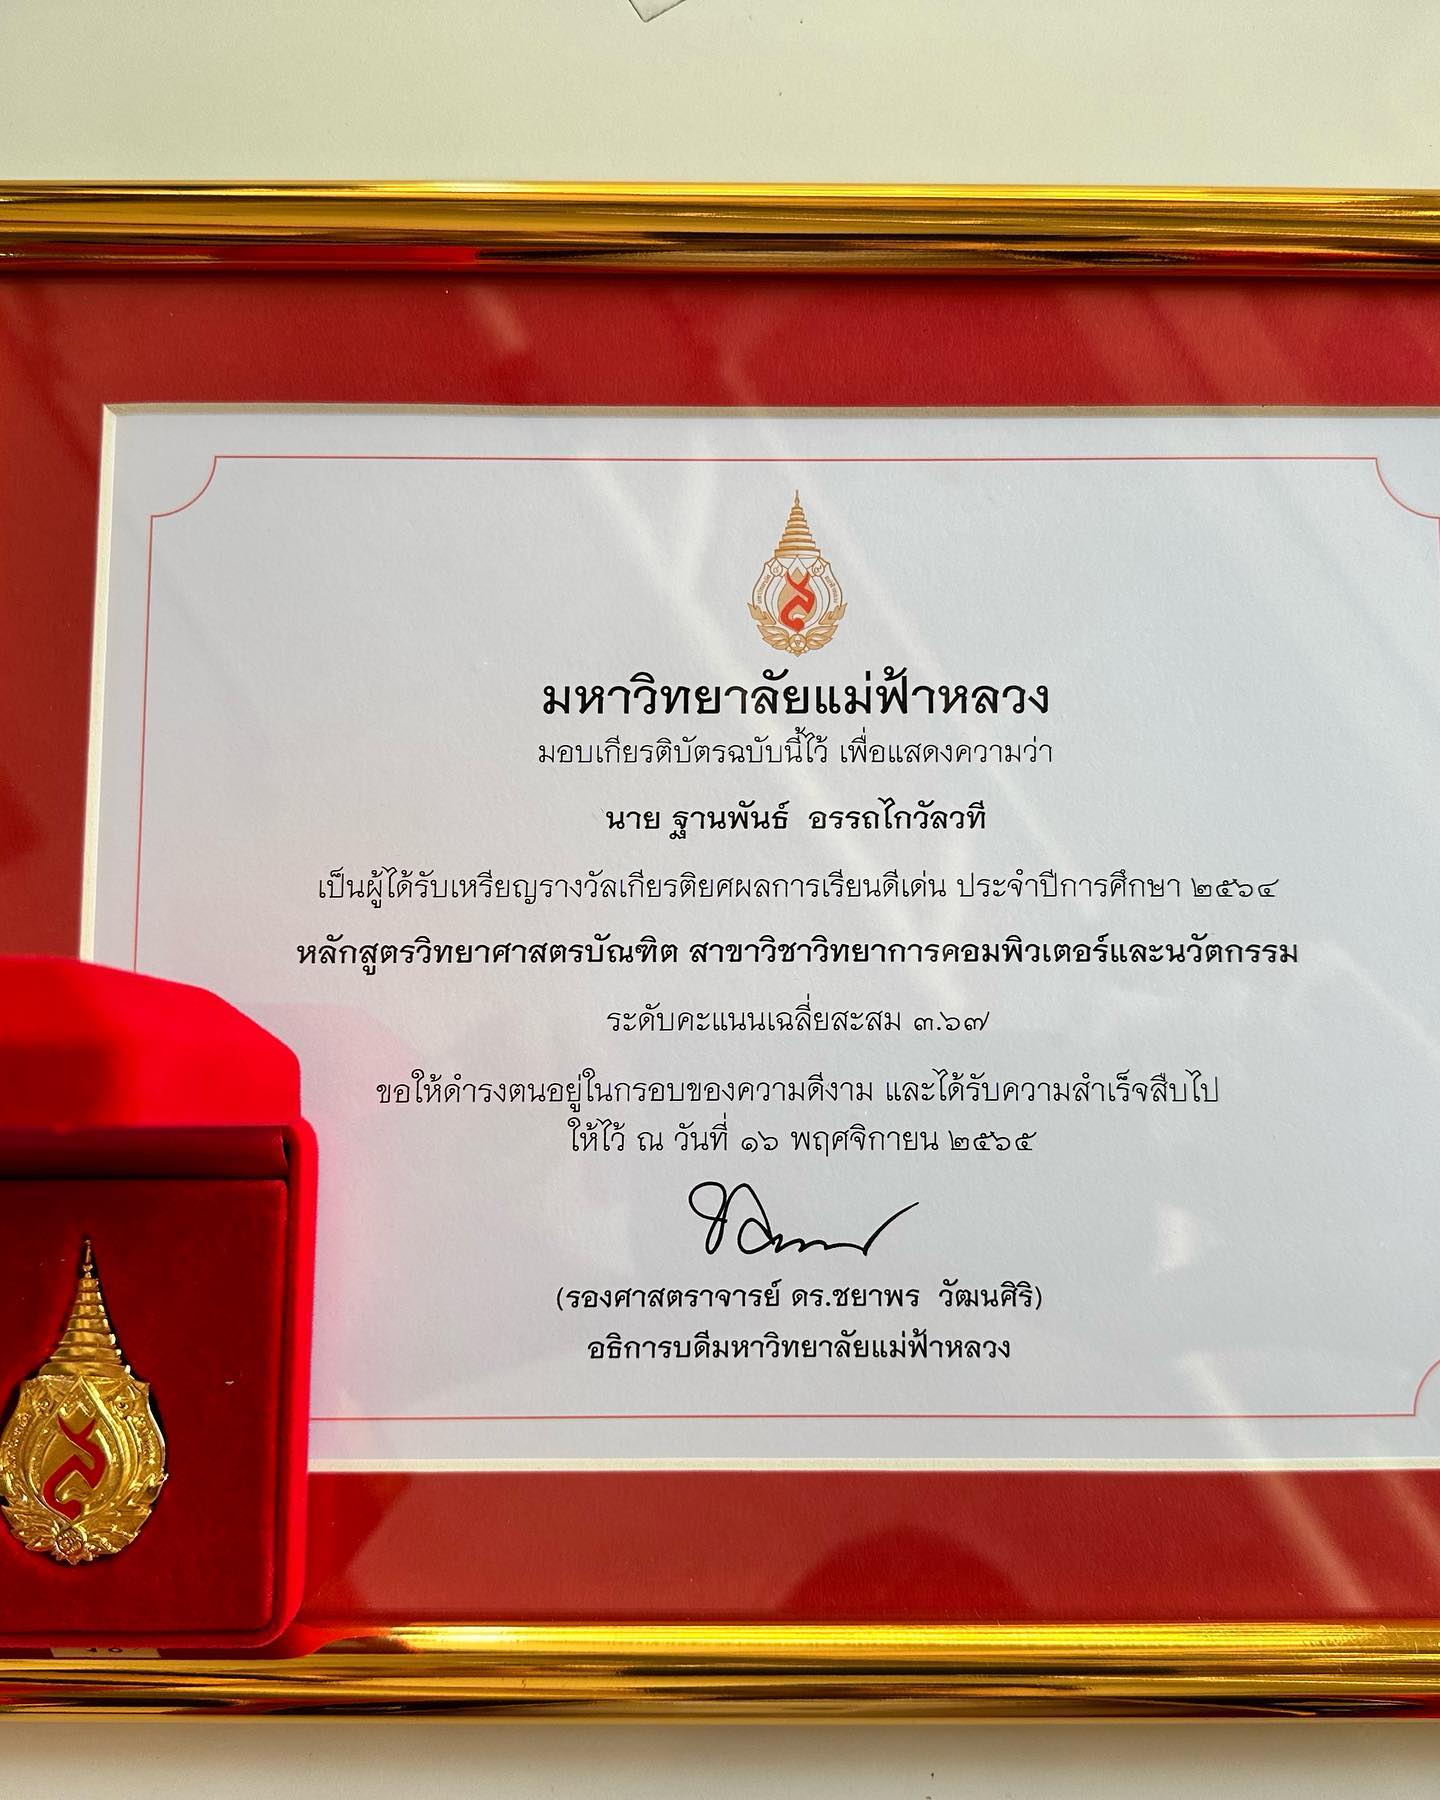 มหาวิทยาลัยแม่ฟ้าหลวง
มอบเกียรติบัตรฉบับนี้ไว้ เพื่อแสดงความว่า
นาย ฐานพันธ์ อรรถไกวัลวที
เป็นผู้ได้รับเหรียญรางวัลเกียรติยศผลการเรียนดีเด่น ประจำปีการศึกษา ๒๕๖๔
หลักสูตรวิทยาศาสตรบัณฑิต สาขาวิชาวิทยาการคอมพิวเตอร์และนวัตกรรม
ระดับคะแนนเฉลี่ยสะสม ๓.๖๗
ขอให้ดำรงตนอยู่ในกรอบของความดีงาม และได้รับความสำเร็จสืบไป
ให้ไว้ ณ วันที่ ๑๖ พฤศจิกายน ๒๕๖๕
(รองศาสตราจารย์ ดร.ชยาพร วัฒนศิริ)
อธิการบดีมหาวิทยาลัยแม่ฟ้าหลวง